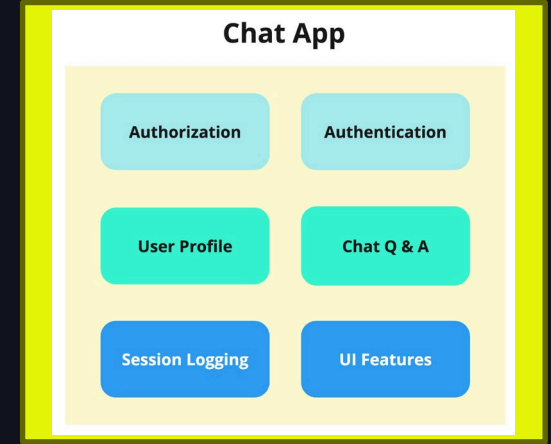 Chat App
Authorization
Authentication
User Profile
Chat Q & A
Session Logging
UI Features